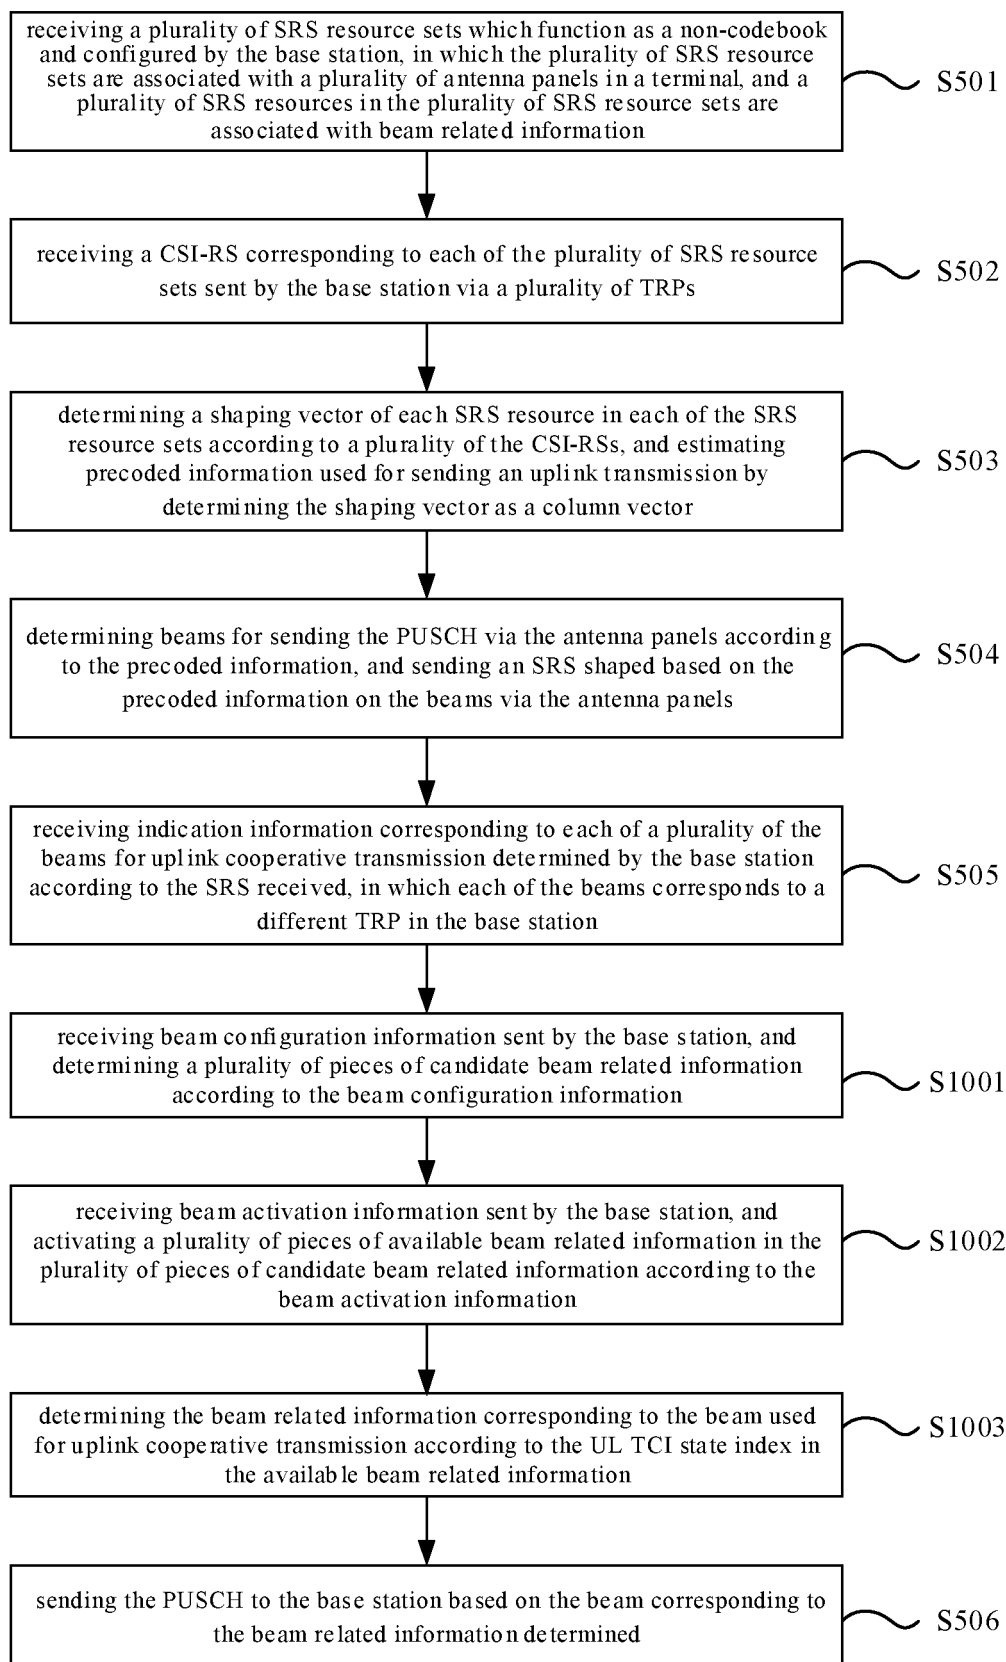 receiving a plurality of SRS resource sets which function as a non-codebook
and configured by the base station, in which the plurality of SRS resource
sets are associated with a plurality of antenna panels in a terminal, and a
plurality of SRS resources in the plurality of SRS resource sets are
associated with beam related information
S501
receiving a CSI-RS corresponding to each of the plurality of SRS resource
sets sent by the base station via a plurality of TRPs
S502
determining a shaping vector of each SRS resource in each of the SRS
resource sets according to a plurality of the CSI-RSs, and estimating
precoded information used for sending an uplink transmission by
determining the shaping vector as a column vector
S503
determining beams for sending the PUSCH via the antenna panels according
to the precoded information, and sending an SRS shaped based on the
precoded information on the beams via the antenna panels
S504
receiving indication information corresponding to each of a plurality of the
beams for uplink cooperative transmission determined by the base station
according to the SRS received, in which each of the beams corresponds to a
different TRP in the base station
S505
receiving beam configuration information sent by the base station, and
determining a plurality of pieces of candidate beam related information
according to the beam configuration information
S1001
receiving beam activation information sent by the base station, and
activating a plurality of pieces of available beam related information in the
plurality of pieces of candidate beam related information according to the
beam activation information
S1002
determining the beam related information corresponding to the beam used
for uplink cooperative transmission according to the UL TCI state index in
the available beam related information
S1003
sending the PUSCH to the base station based on the beam corresponding to
the beam related information determined
S506